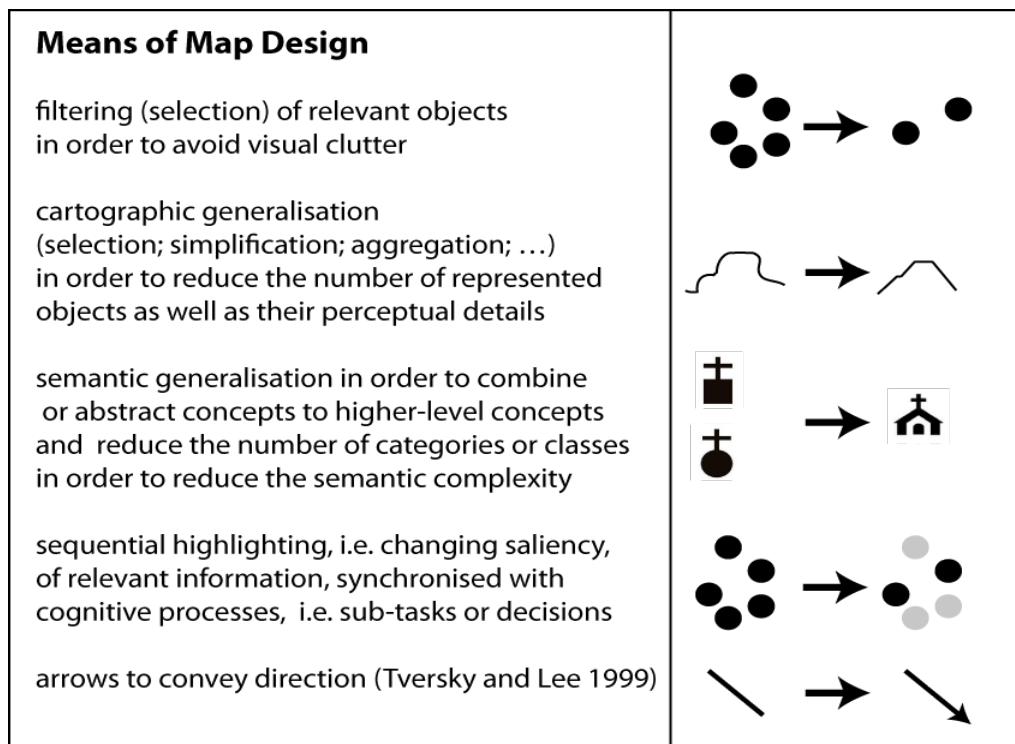 Means of Map Design
filtering (selection) of relevant objects
in order to avoid visual clutter
cartographic generalisation
(selection; simplification; aggregation; …)
in order to reduce the number of represented
objects as well as their perceptual details
semantic generalisation in order to combine
or abstract concepts to higher-level concepts
and reduce the number of categories or classes
in order to reduce the semantic complexity
sequential highlighting, i.e. changing saliency,
of relevant information, synchronised with
cognitive processes, i.e. sub-tasks or decisions
arrows to convey direction (Tversky and Lee 1999)